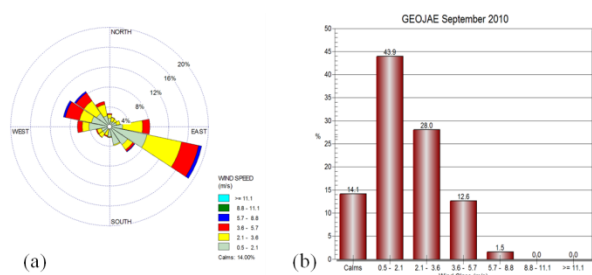 NORTH
20%
16%
12%
8%
4%
WEST
EAST
SOUTH
WIND SPEED
(m/s)
>= 11.1
8.8 - 11.1
5.7 - 8.8
3.6 - 5.7
2.1 - 3.6
0.5 - 2.1
Calms: 14.00%
(a)
GEOJAE September 2010
50
45
40
35
30
25
20
15
10
5
0
%
14.1
43.9
28.0
12.6
1.5
0.0
0.0
Calms
0.5 - 2.1
2.1 - 3.6
3.6 - 5.7
5.7 - 8.8
8.8 - 11.1
>= 11.1
(b)